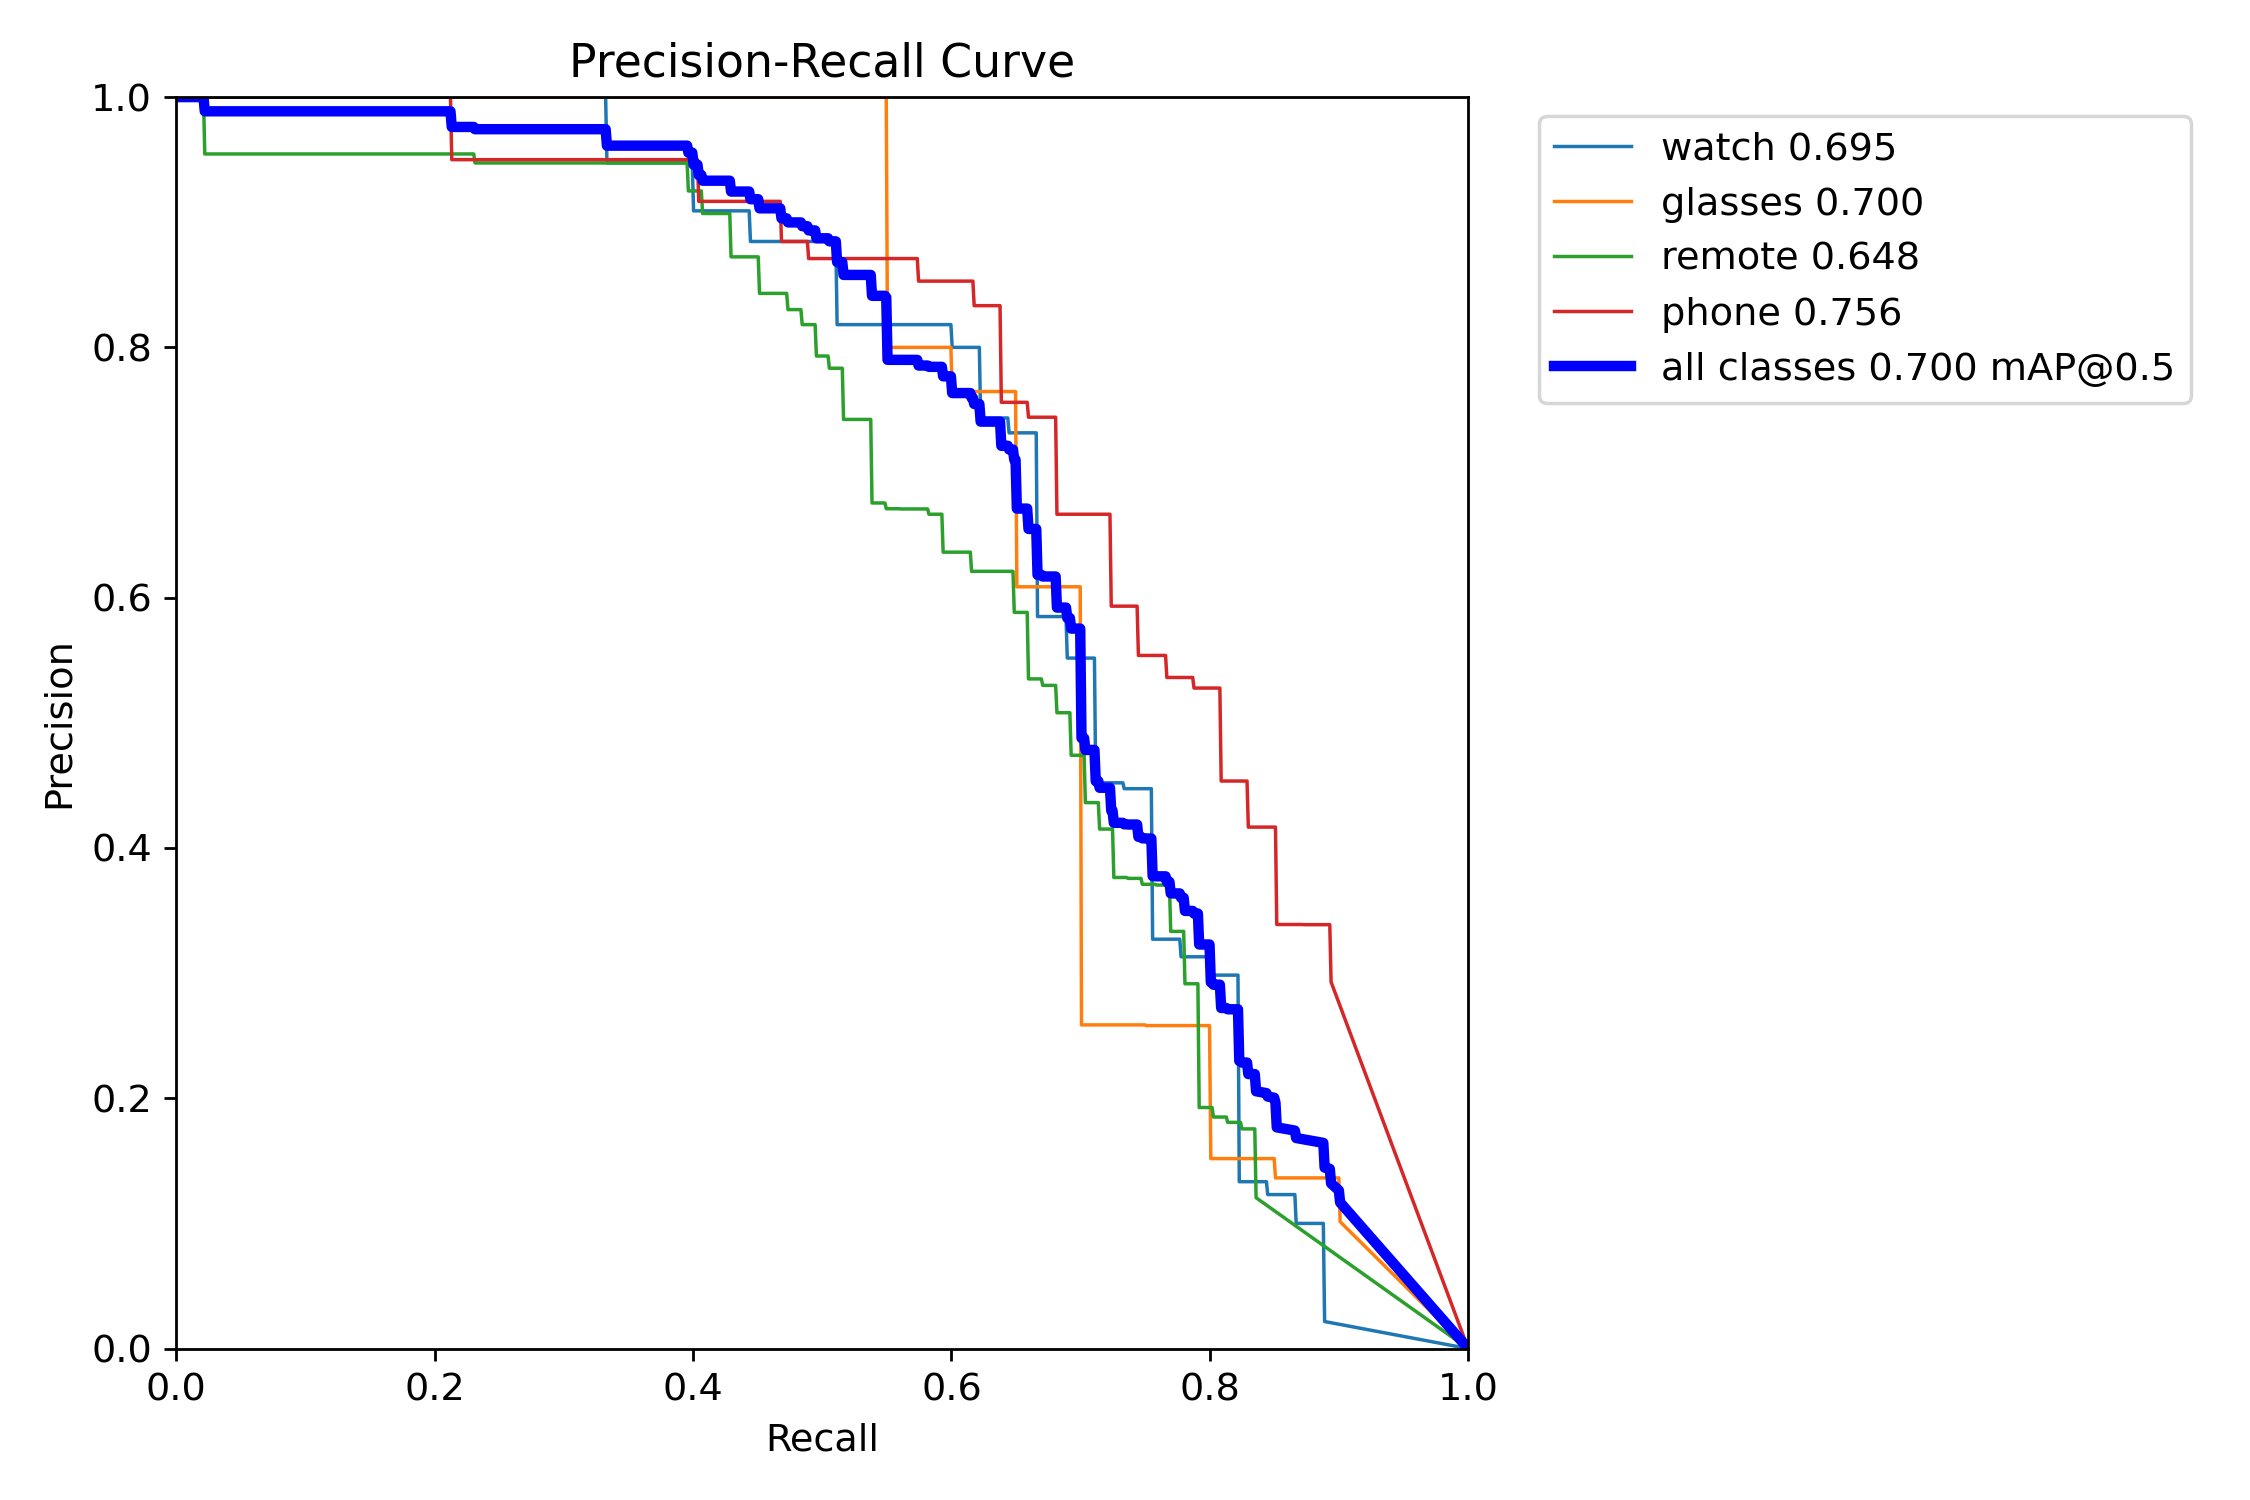 Precision-Recall Curve
1.0
0.8
0.6
0.4
0.2
0.0
Precision
0.0 0.2 0.4 0.6 0.8 1.0
Recall
watch 0.695
glasses 0.700
remote 0.648
phone 0.756
all classes 0.700 mAP@0.5